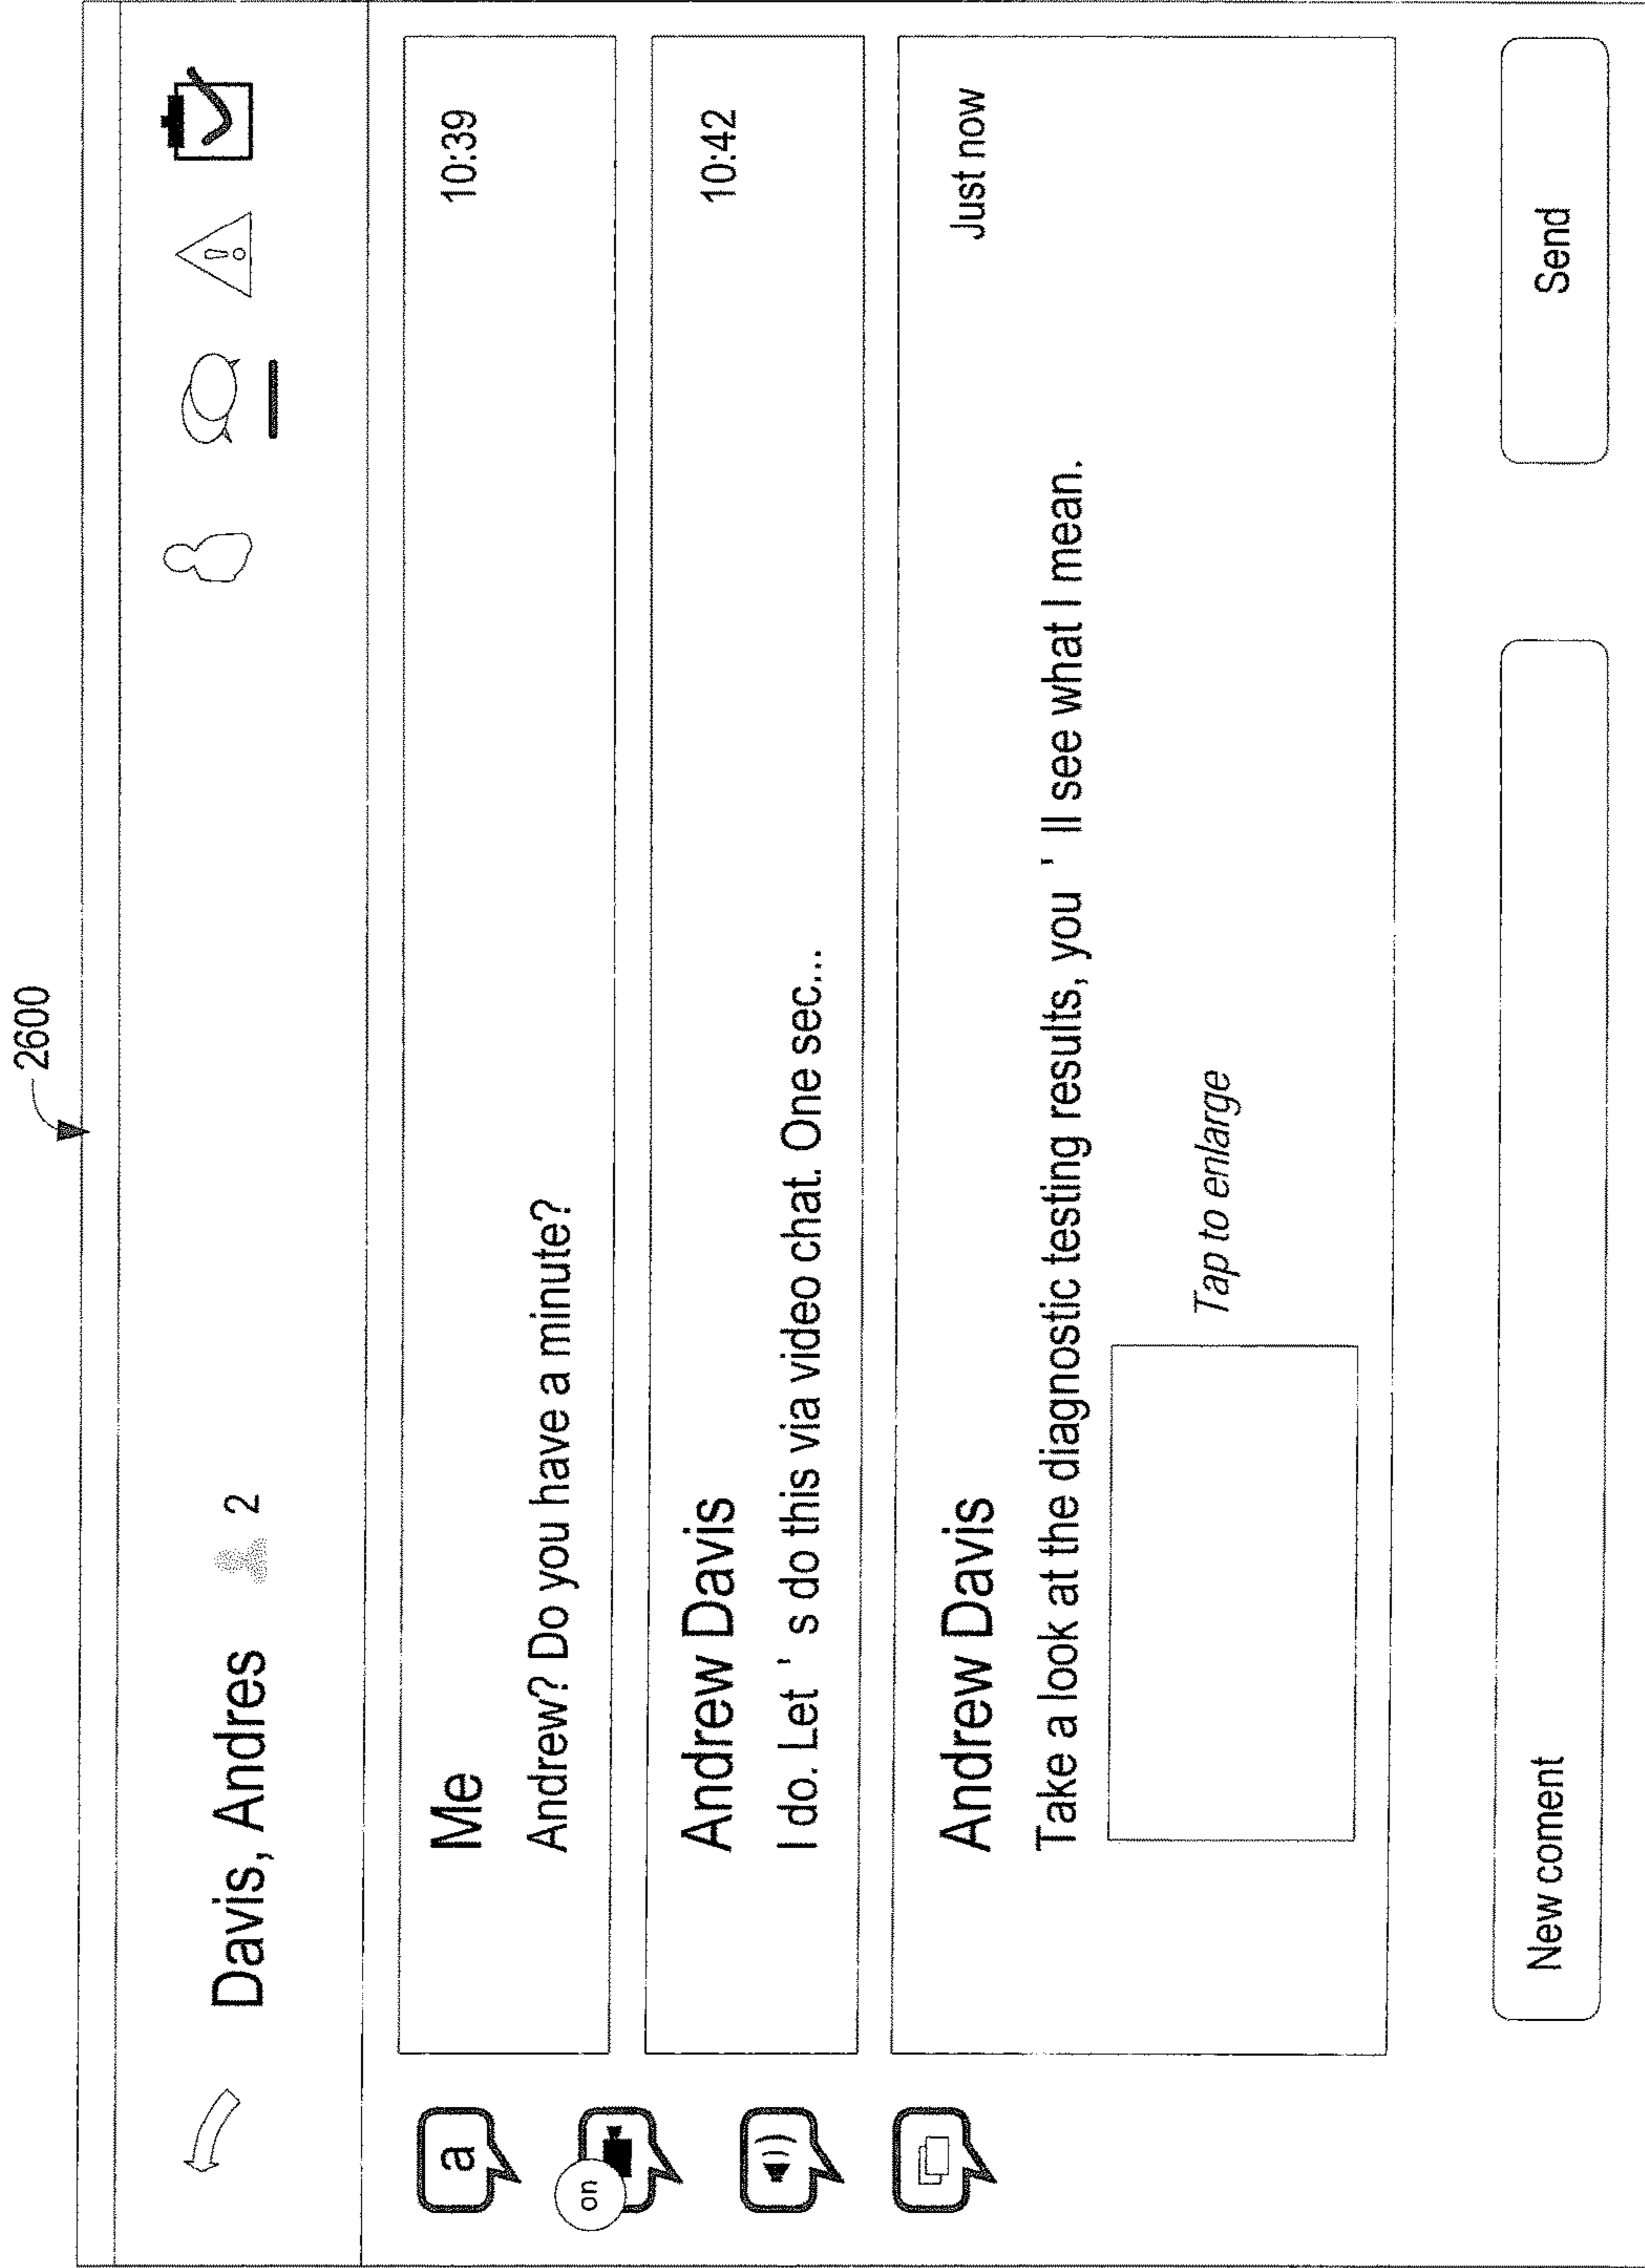 2600
Davis, Andres 2
Me 10:39
Andrew? Do you have a minute?
Andrew Davis 10:42
I do. Let ' s do this via video chat. One sec...
Andrew Davis Just now
Take a look at the diagnostic testing results, you ' ll see what I mean.
Tap to enlarge
a
on
New coment Send